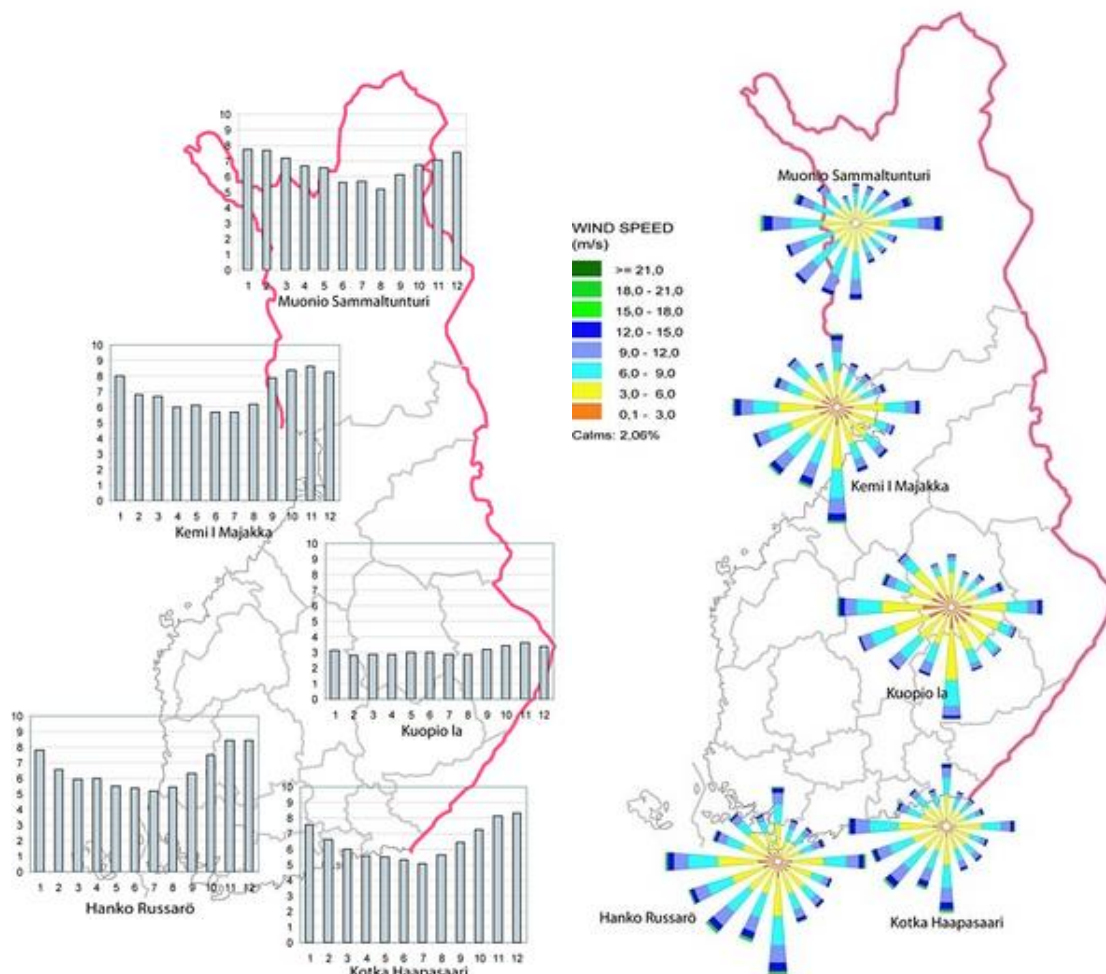 10
9
8
7
6
5
4
3
2
1
0
1 2 3 4 5 6 7 8 9 10 11 12
Muonio Sammaltunturi
10
9
8
7
6
5
4
3
2
1
0
1 2 3 4 5 6 7 8 9 10 11 12
Kemi I Majakka
10
9
8
7
6
5
4
3
2
1
0
1 2 3 4 5 6 7 8 9 10 11 12
Kuopio la
10
9
8
7
6
5
4
3
2
1
0
1 2 3 4 5 6 7 8 9 10 11 12
Hanko Russarö
10
9
8
7
6
5
4
3
2
1
0
1 2 3 4 5 6 7 8 9 10 11 12
Kotka Haapasaari
WIND SPEED
(m/s)
>= 21,0
18,0 - 21,0
15,0 - 18,0
12,0 - 15,0
9,0 - 12,0
6,0 - 9,0
3,0 - 6,0
0,1 - 3,0
Calms: 2,06%
Muonio Sammaltunturi
Kemi I Majakka
Kuopio la
Hanko Russarö
Kotka Haapasaari